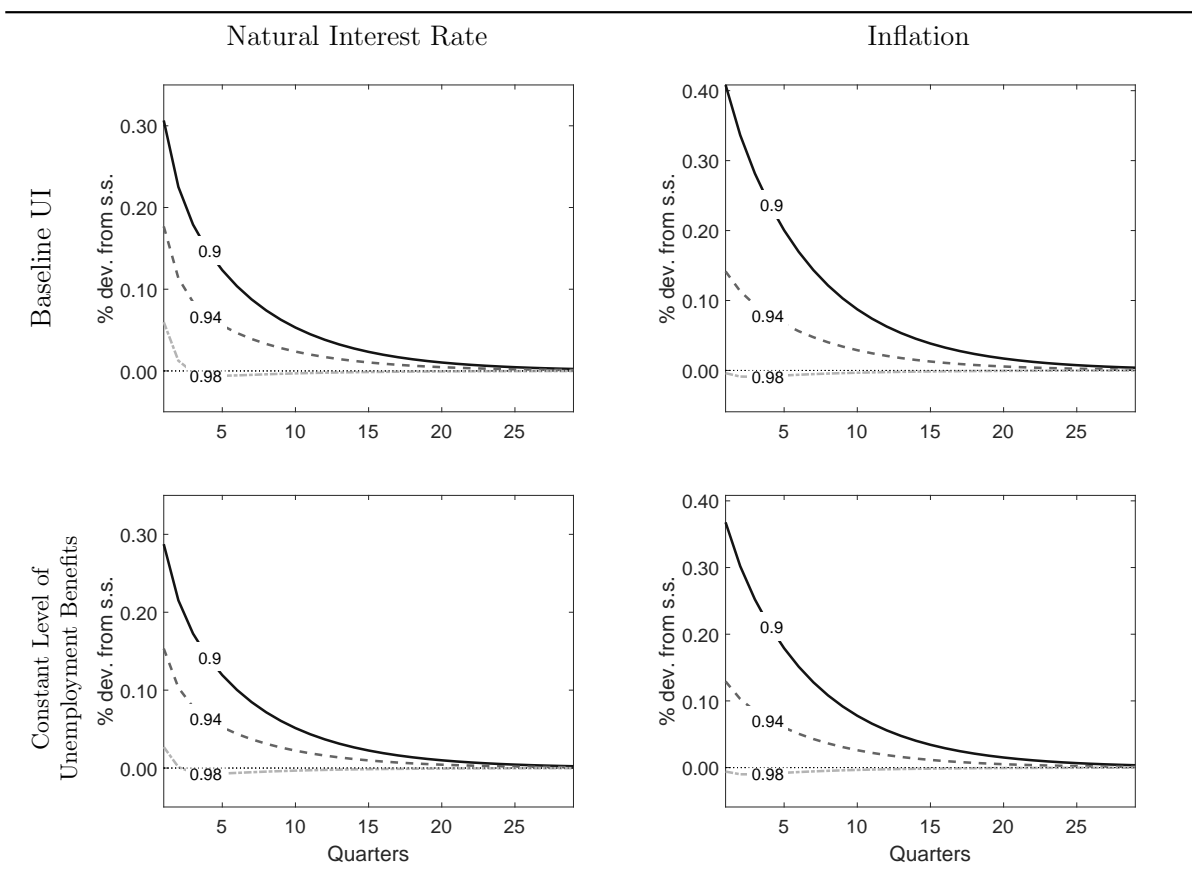 Natural Interest Rate
Inflation
Baseline UI
% dev. from s.s.
0.30
0.20
0.10
0.00
0.9
0.94
0.98
5 10 15 20 25
% dev. from s.s.
0.40
0.30
0.20
0.10
0.00
0.9
0.94
0.98
5 10 15 20 25
Constant Level of
Unemployment Benefits
% dev. from s.s.
0.30
0.20
0.10
0.00
0.9
0.94
0.98
5 10 15 20 25
Quarters
% dev. from s.s.
0.40
0.30
0.20
0.10
0.00
0.9
0.94
0.98
5 10 15 20 25
Quarters